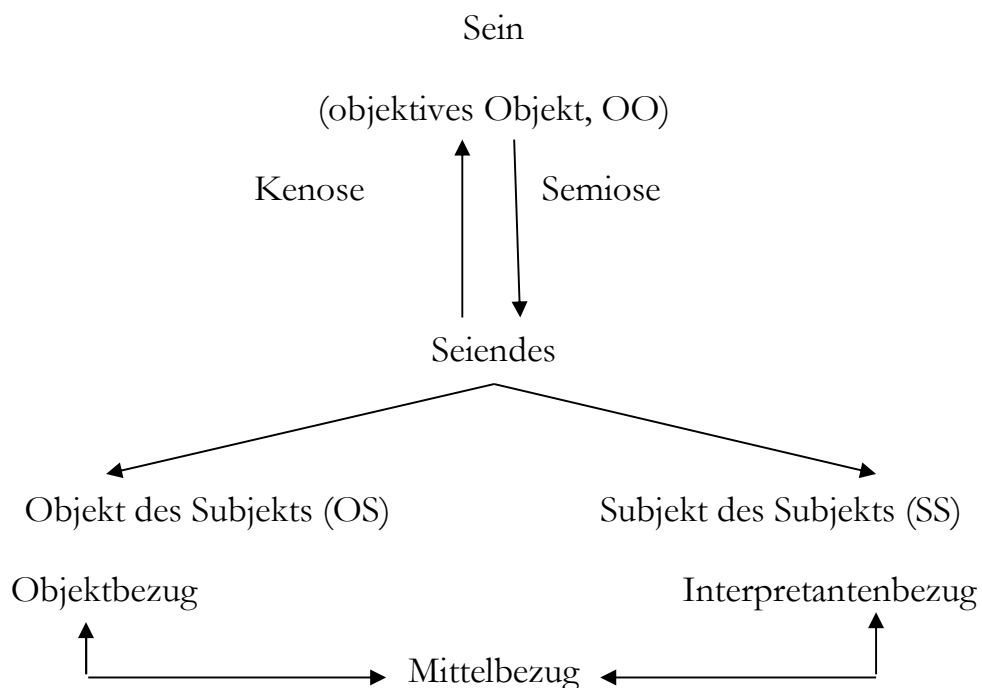 Sein
(objektives Objekt, OO)
Kenose Semiose
Seiendes
Objekt des Subjekts (OS) Subjekt des Subjekts (SS)
Objektbezug Interpretantenbezug
Mittelbezug